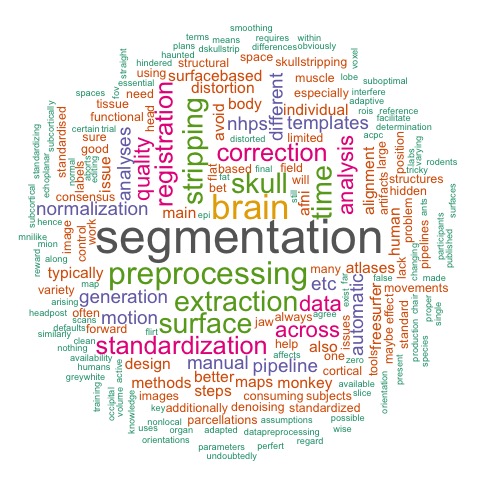 smoothing
terms means requires within
plans dskullstrip differences obviously
haunted space skullstripping voxel
hindered structural interfere lobe
using surfacebased muscle suboptimal
straight essential distortion especially adaptive
fov need body different individual rois reference
spaces tissue head avoid templates facilitate
functional nhps determination
standardizing subcortically certain trial analyses registration stripping distorted limited acpc position varying
echoplanar standardised sure good labels aborts editing normal issue quality correction analysis alignment artifacts large labs tricky rodents
consensus flat based fat final field structures
bet skull time still will afni hidden
subcortical normalization main epi brain human problem pipelines ants surfaces
mnilike hence image control work segmentation lack changing participants published
mion along reward
typically map preprocessing many atlases movements false made
variety arising generation extraction etc automatic freesurfer maybe effect exist far
headpost scans often motion surface data issues standard present proper single
defaults forward flirt jaw always agree tools production chair species
similarly clean standardization across year
nothing availability design manual help also one zero orientation
humans affects cortical
greywhite active methods better pipeline available
training occipital volume images steps maps monkey consuming subjects slice
knowledge key additionally denoising standardized possible
uses nonlocal parcellations assumptions wise
organ adapted datapreprocessing
orientations parameters perfert regard
undoubtedly